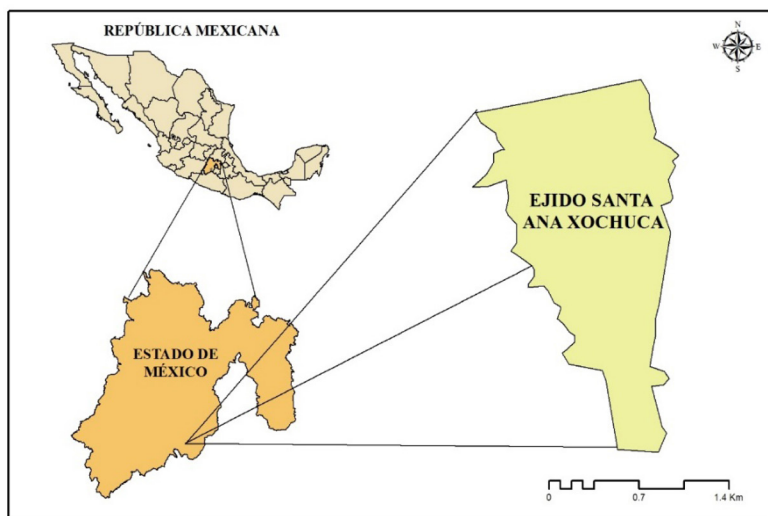 REPÚBLICA MEXICANA
N
W
E
S
EJIDO SANTA
ANA XOCHUCA
ESTADO DE
MÉXICO
0
0.7
1.4 Km